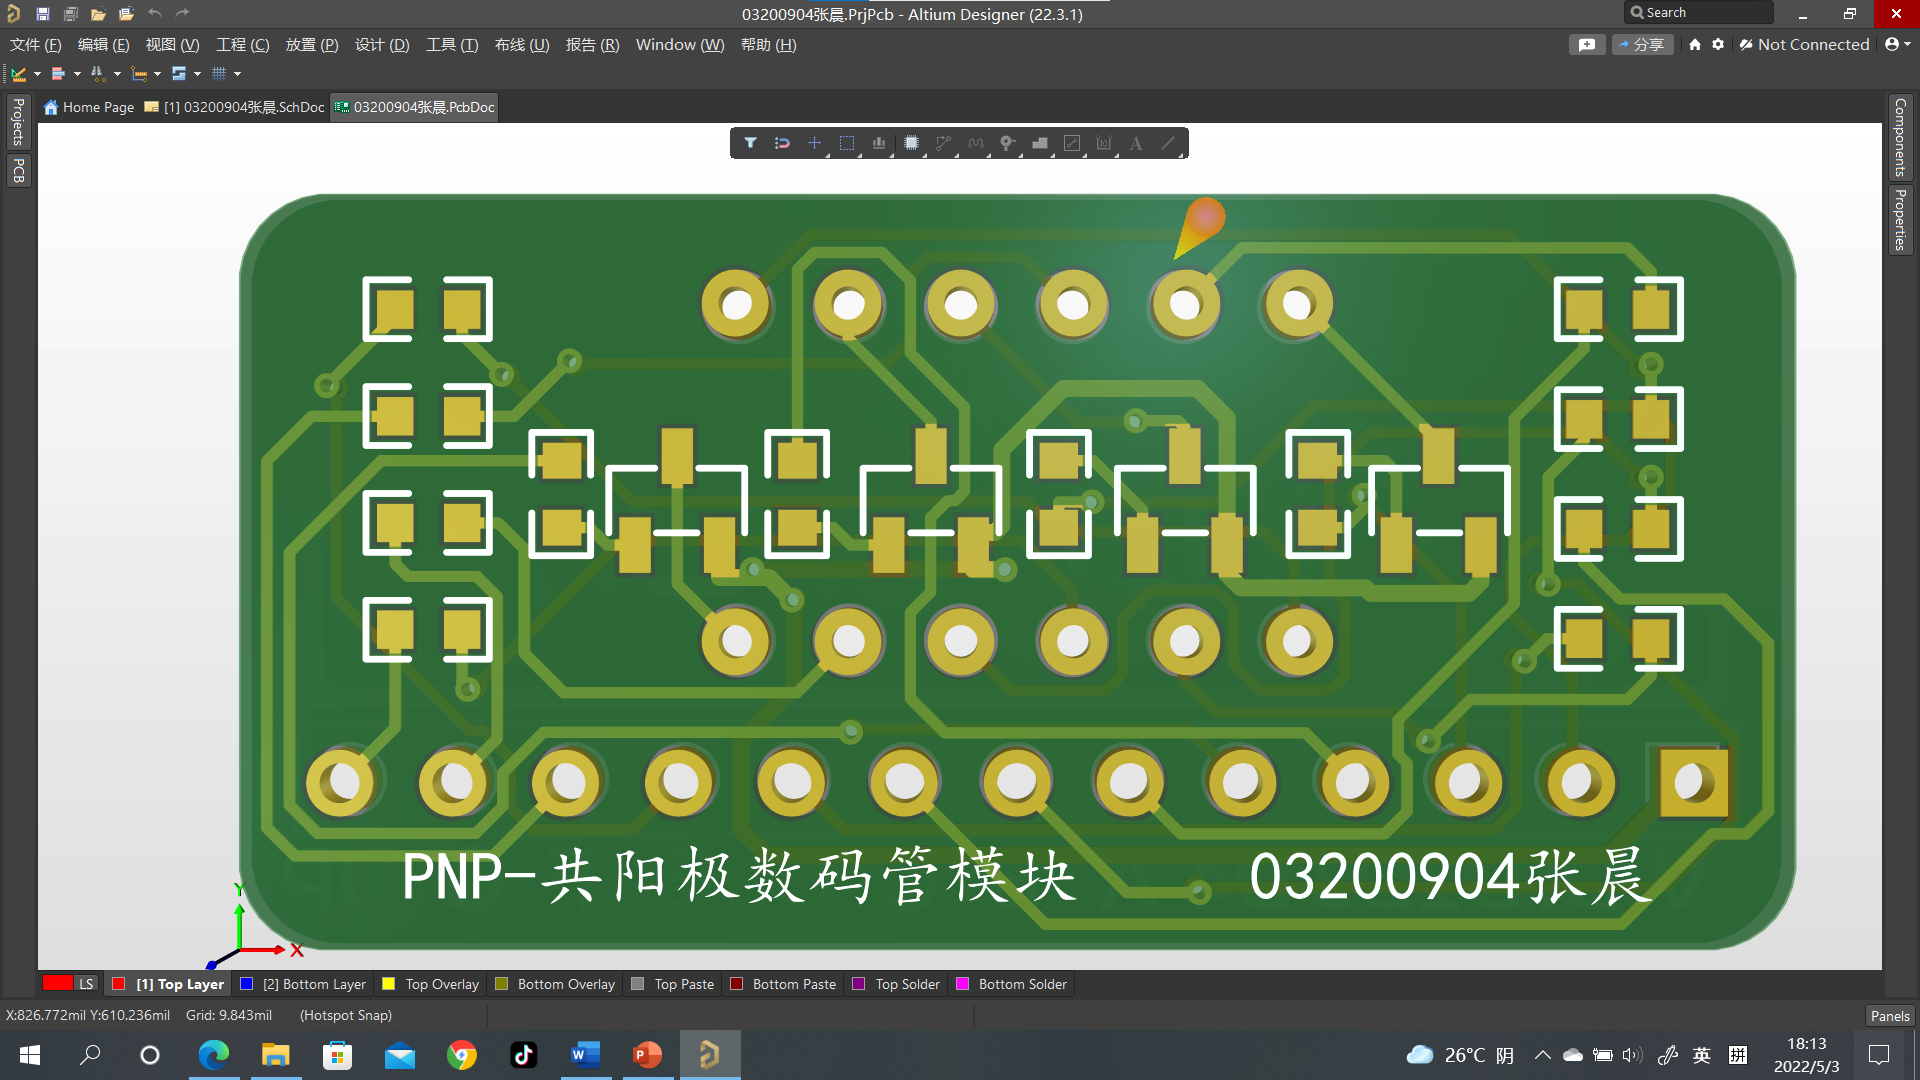 03200904张晨.PrjPcb - Altium Designer (22.3.1)
Search
文件 (F) 编辑 (E) 视图 (V) 工程 (C) 放置 (P) 设计 (D) 工具 (T) 布线 (U) 报告 (R) Window (W) 帮助 (H)
分享 Not Connected
Home Page [1] 03200904张晨.SchDoc 03200904张晨.PcbDoc
Projects
PCB
Components
Properties
A
PNP-共阳极数码管模块 03200904张晨
Y
X
LS [1] Top Layer [2] Bottom Layer Top Overlay Bottom Overlay Top Paste Bottom Paste Top Solder Bottom Solder
X:826.772mil Y:610.236mil Grid: 9.843mil (Hotspot Snap)
Panels
26°C 阴 英 拼
18:13
2022/5/3